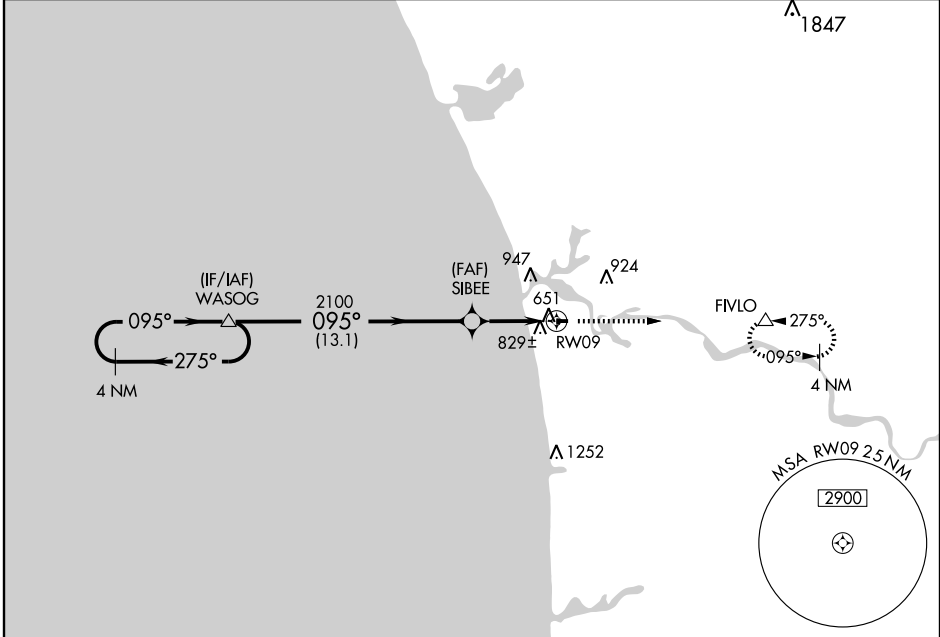 1847
947
924
(IF/IAF)
WASOG
(FAF)
SIBEE
2100
095°
(13.1)
095°
275°
4 NM
651
829±
RW09
FIVLO
275°
095°
4 NM
1252
MSA RW09 25 NM
2900